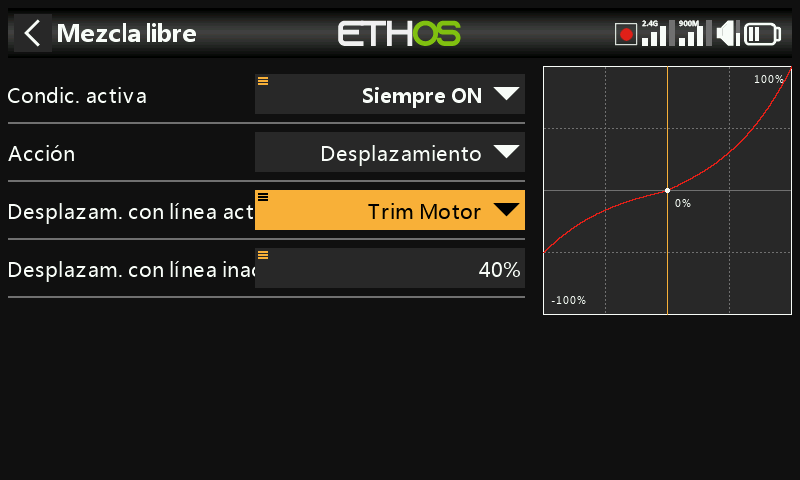 Mezcla libre
ETHOS
2.4G
900M
Condic. activa
Siempre ON
Acción
Desplazamiento
Desplazam. con línea act
Trim Motor
Desplazam. con línea inac
40%
100%
0%
-100%